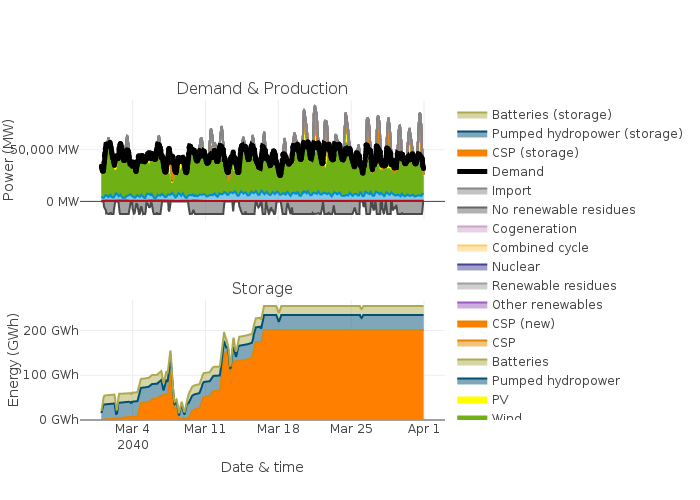 Demand & Production
Power (MW)
50,000 MW
0 MW
Storage
Energy (GWh)
200 GWh
100 GWh
0 GWh
Mar 4
2040
Mar 11
Mar 18
Mar 25
Apr 1
Date & time
Batteries (storage)
Pumped hydropower (storage)
CSP (storage)
Demand
Import
No renewable residues
Cogeneration
Combined cycle
Nuclear
Renewable residues
Other renewables
CSP (new)
CSP
Batteries
Pumped hydropower
PV
Wind